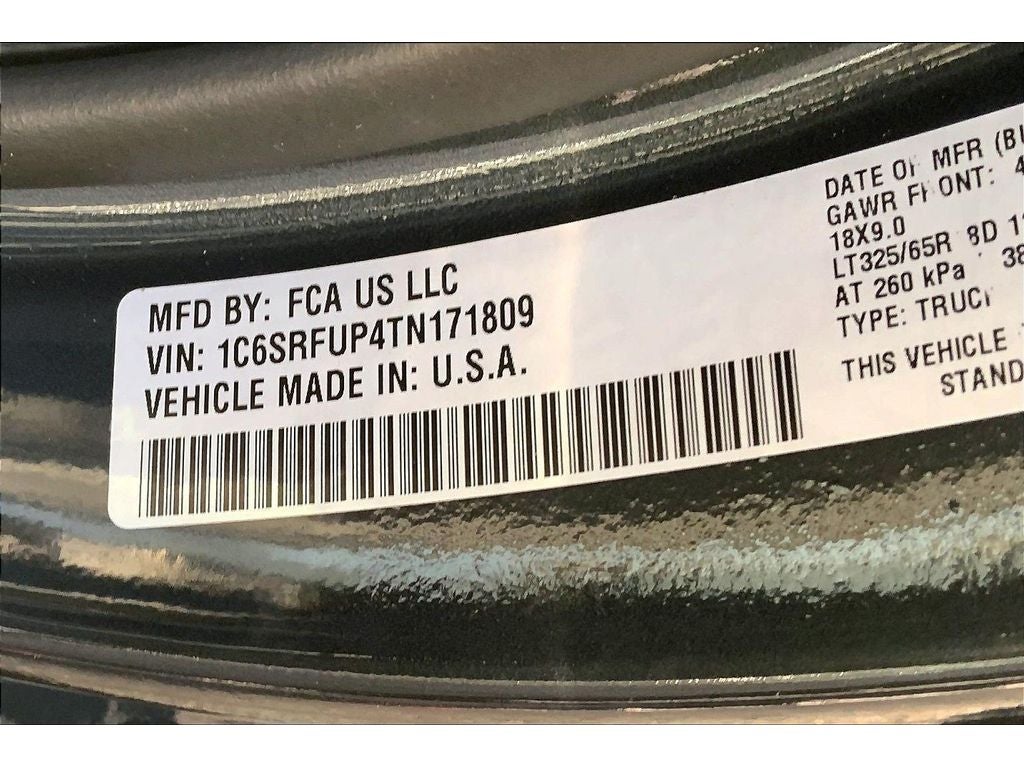 MFD BY: FCA US LLC
VIN: 1C6SRFUP4TN171809
VEHICLE MADE IN: U.S.A.
DATE OF MFR
GAWR FRONT:
18X9.0
LT325/65R 8D
AT 260 kPa
TYPE: TRUCK
THIS VEHICLE
STAND